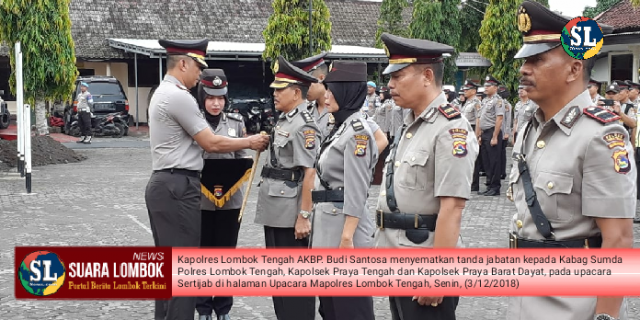 SL
SL
NEWS
SL SUARA LOMBOK
Portal Berita Lombok Terkini
Kapolres Lombok Tengah AKBP. Budi Santosa menyematkan tanda jabatan kepada Kabag Sumda
Polres Lombok Tengah, Kapolsek Praya Tengah dan Kapolsek Praya Barat Dayat, pada upacara
Sertijab di halaman Upacara Mapolres Lombok Tengah, Senin, (3/12/2018)